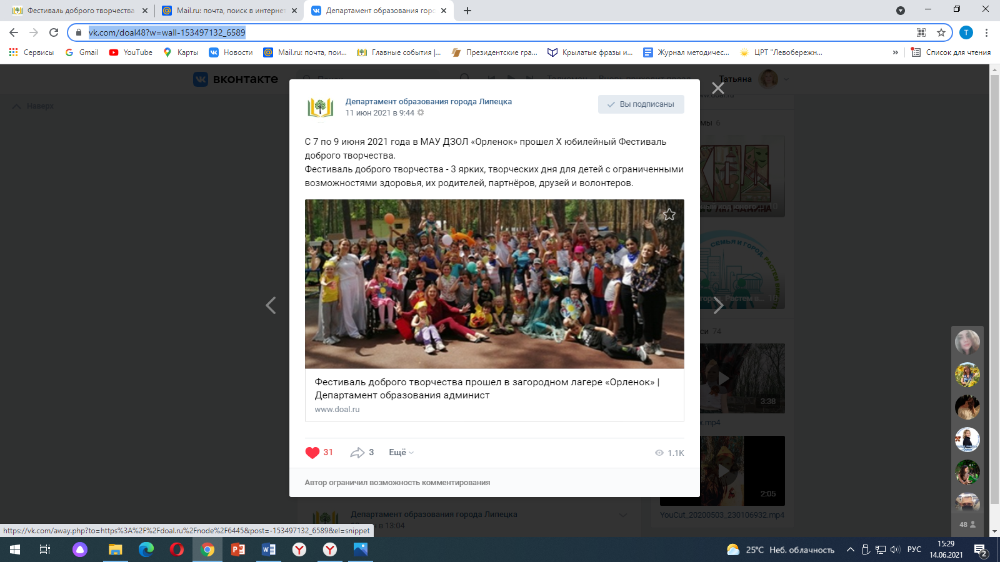 Фестиваль доброго творчества
Mail.ru: почта, поиск в интернет
Департамент образования горо
vk.com/doal48?w=wall-153497132_6589
T
Сервисы
Gmail
YouTube
Карты
Новости
Mail.ru: почта, пои...
Главные события |...
Президентские гра...
Крылатые фразы и...
Журнал методичес...
ЦРТ "Левобережн...
»
Список для чтения
вконтакте
Татьяна
Наверх
Департамент образования города Липецка
11 июн 2021 в 9:44
Вы подписаны
С 7 по 9 июня 2021 года в МАУ ДЗОЛ «Орленок» прошел X юбилейный Фестиваль
доброго творчества.
Фестиваль доброго творчества - 3 ярких, творческих дня для детей с ограниченными
возможностями здоровья, их родителей, партнёров, друзей и волонтеров.
Фестиваль доброго творчества прошел в загородном лагере «Орленок» |
Департамент образования админист
www.doal.ru
31
3
Ещё
1.1K
Автор ограничил возможность комментирования
6
СЕМЬЯ И ГОРОД
74
3:38
к.mp4
2:05
YouCut_20200503_230106932.mp4
Департамент образования города Липецка
в 13:04
48
https://vk.com/away.php?to=https%3A%2F%2Fdoal.ru%2Fnode%2F6445&post=-153497132_6589&el=snippet
25°C Неб. облачность
РУС
15:29
14.06.2021
2